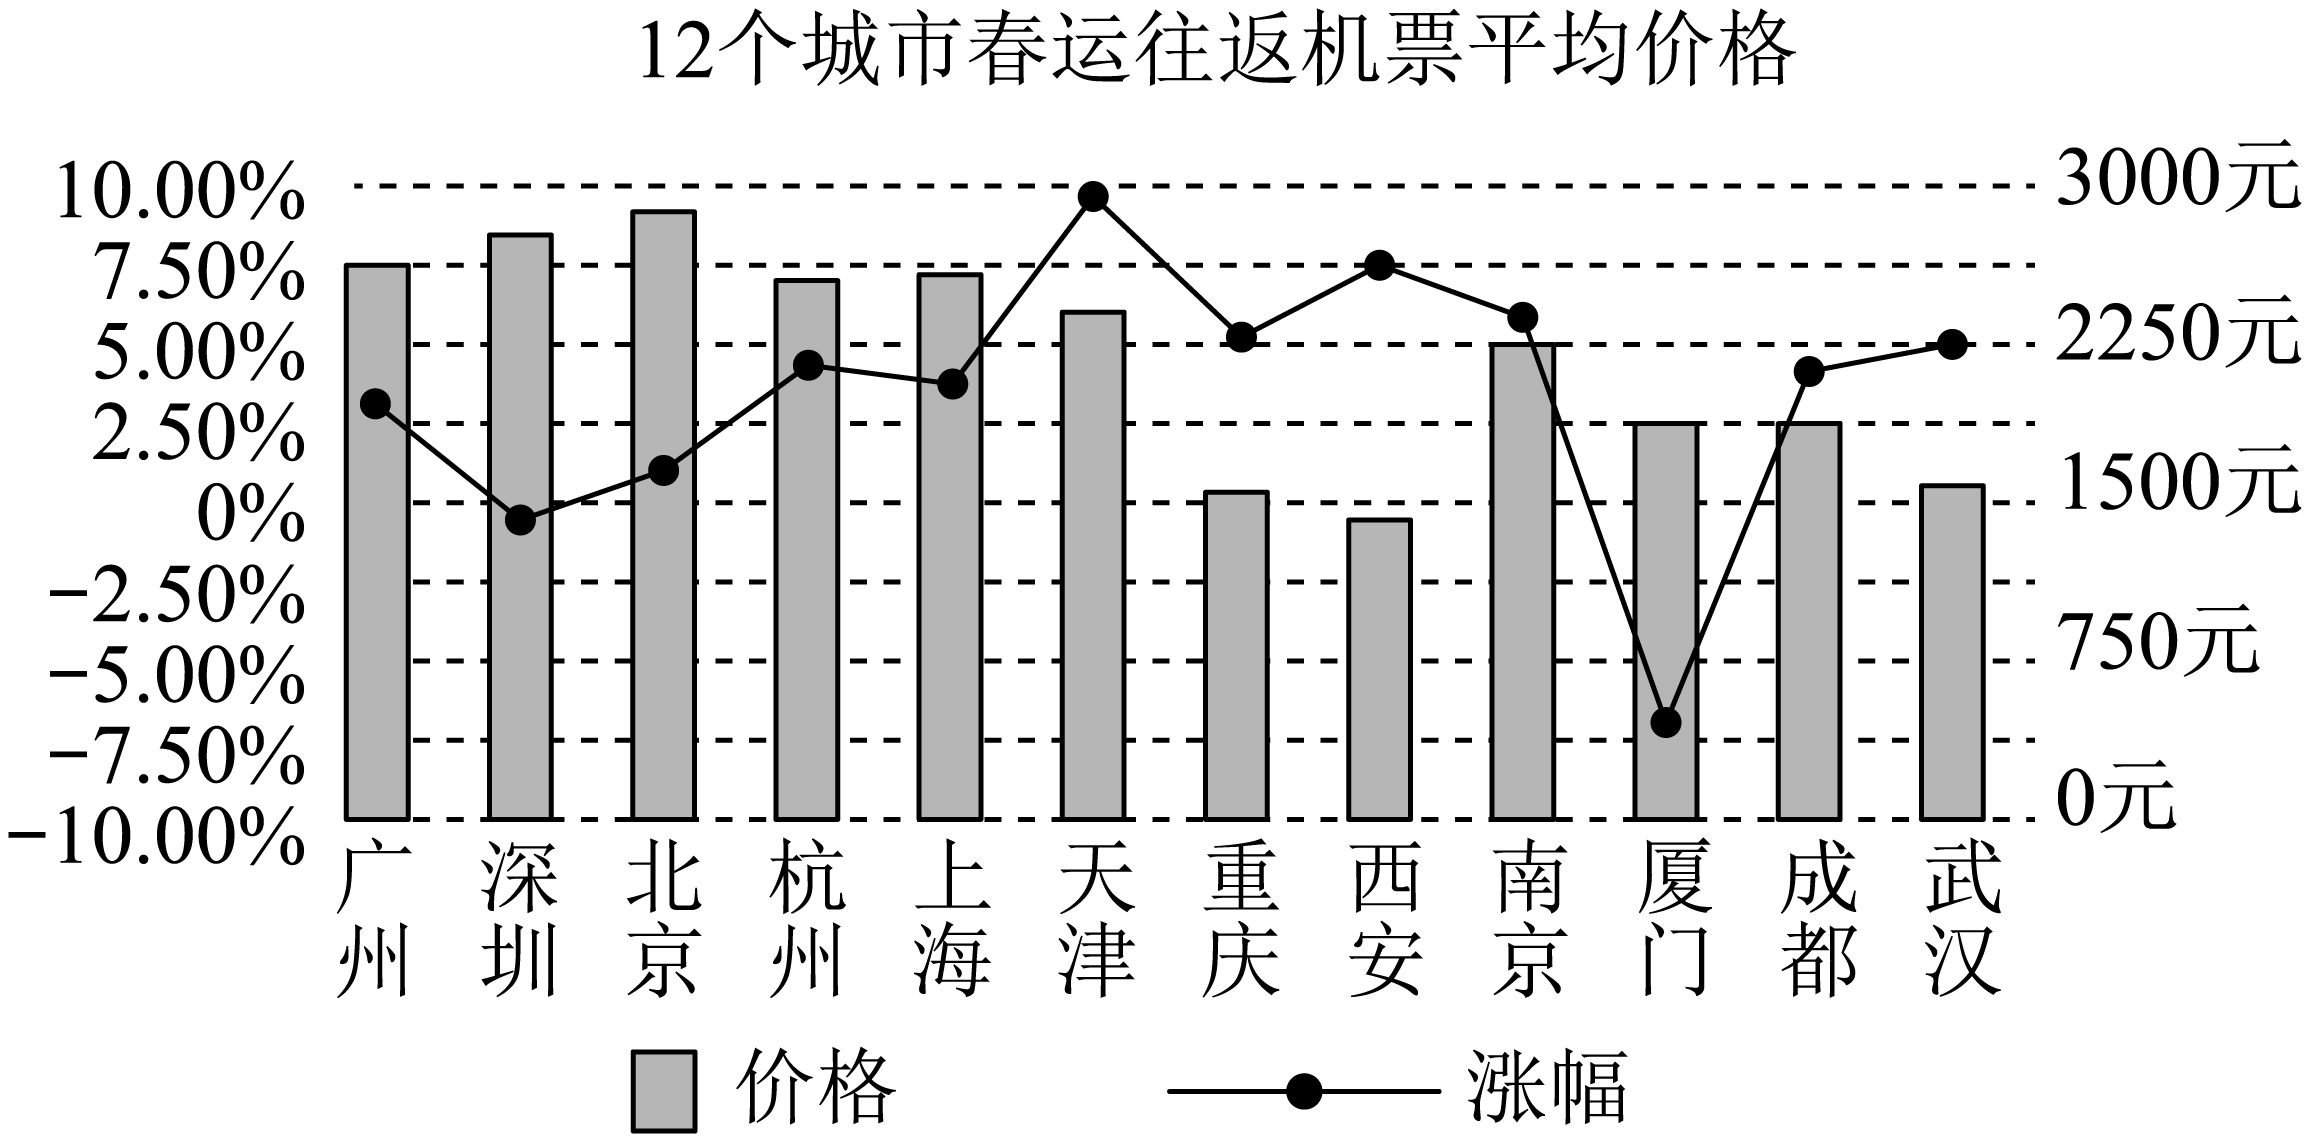 12个城市春运往返机票平均价格
10.00%
7.50%
5.00%
2.50%
0%
−2.50%
−5.00%
−7.50%
−10.00%
3000元
2250元
1500元
750元
0元
广州
深圳
北京
杭州
上海
天津
重庆
西安
南京
厦门
成都
武汉
价格
涨幅